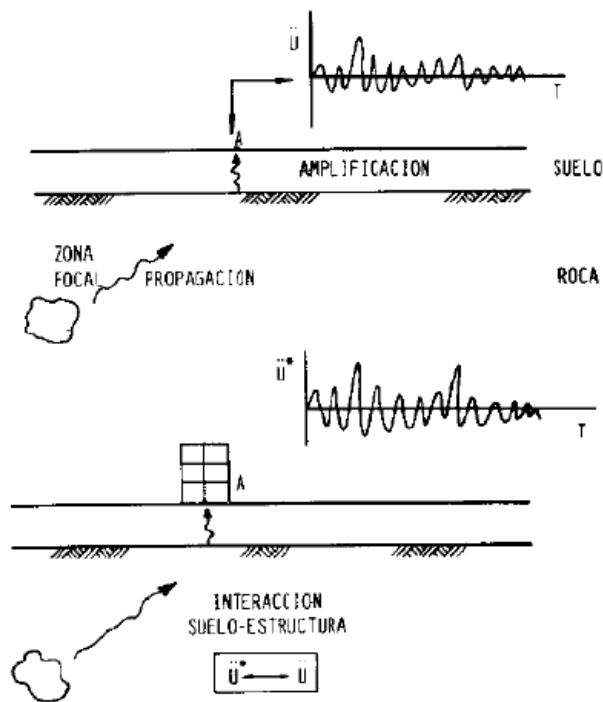 Ü
T
A
AMPLIFICACION SUELO
ZONA
FOCAL PROPAGACION ROCA
Ü*
T
A
INTERACCION
SUELO-ESTRUCTURA
Ü* ⟷ Ü